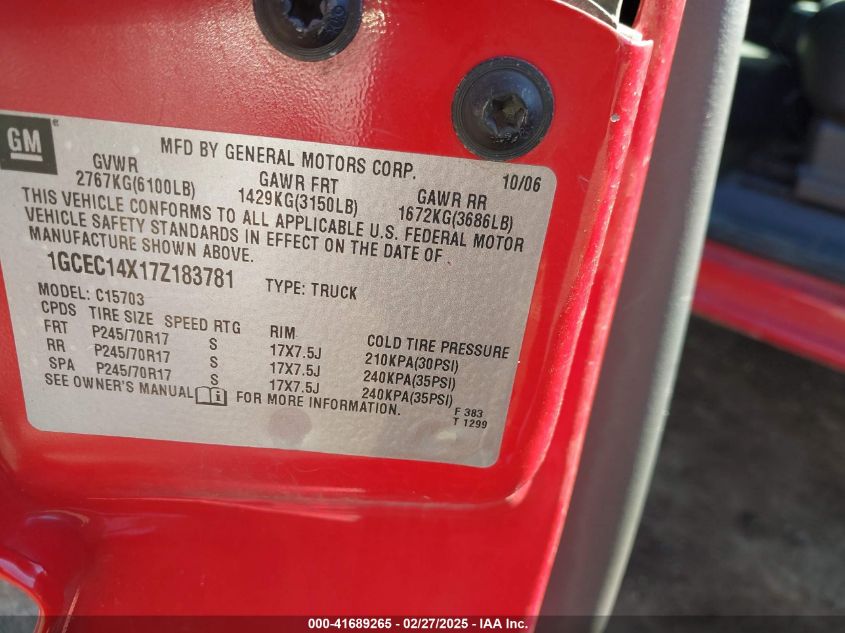 GM
MFD BY GENERAL MOTORS CORP. 10/06
GVWR GAWR FRT GAWR RR
2767KG(6100LB) 1429KG(3150LB) 1672KG(3686LB)
THIS VEHICLE CONFORMS TO ALL APPLICABLE U.S. FEDERAL MOTOR
VEHICLE SAFETY STANDARDS IN EFFECT ON THE DATE OF
MANUFACTURE SHOWN ABOVE.
1GCEC14X17Z183781 TYPE: TRUCK
MODEL: C15703
CPDS TIRE SIZE SPEED RTG RIM COLD TIRE PRESSURE
FRT P245/70R17 S 17X7.5J 210KPA(30PSI)
RR P245/70R17 S 17X7.5J 240KPA(35PSI)
SPA P245/70R17 S 17X7.5J 240KPA(35PSI)
SEE OWNER'S MANUAL FOR MORE INFORMATION.
F 383
T 1299
000-41689265 - 02/27/2025 - IAA Inc.